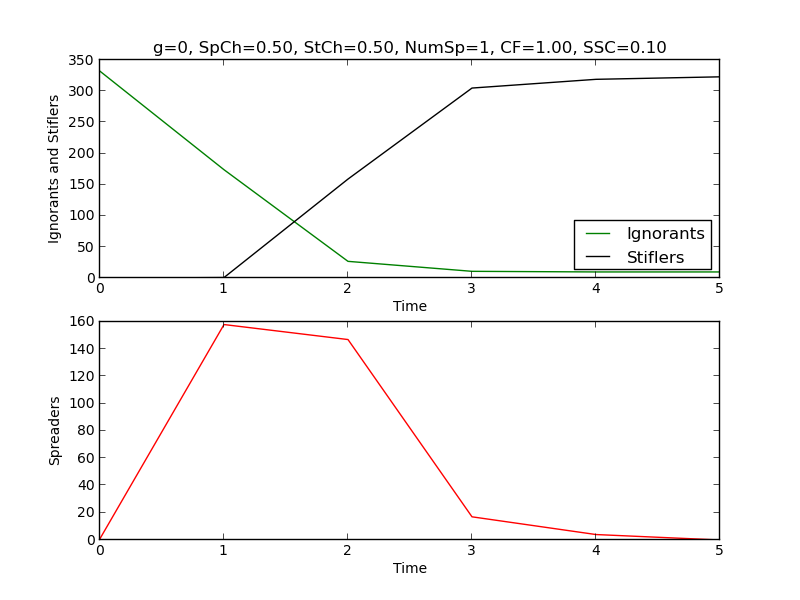 g=0, SpCh=0.50, StCh=0.50, NumSp=1, CF=1.00, SSC=0.10
350
300
250
200
150
100
50
0
Ignorants and Stiflers
Ignorants
Stiflers
0 1 2 3 4 5
Time
160
140
120
100
80
60
40
20
0
Spreaders
0 1 2 3 4 5
Time